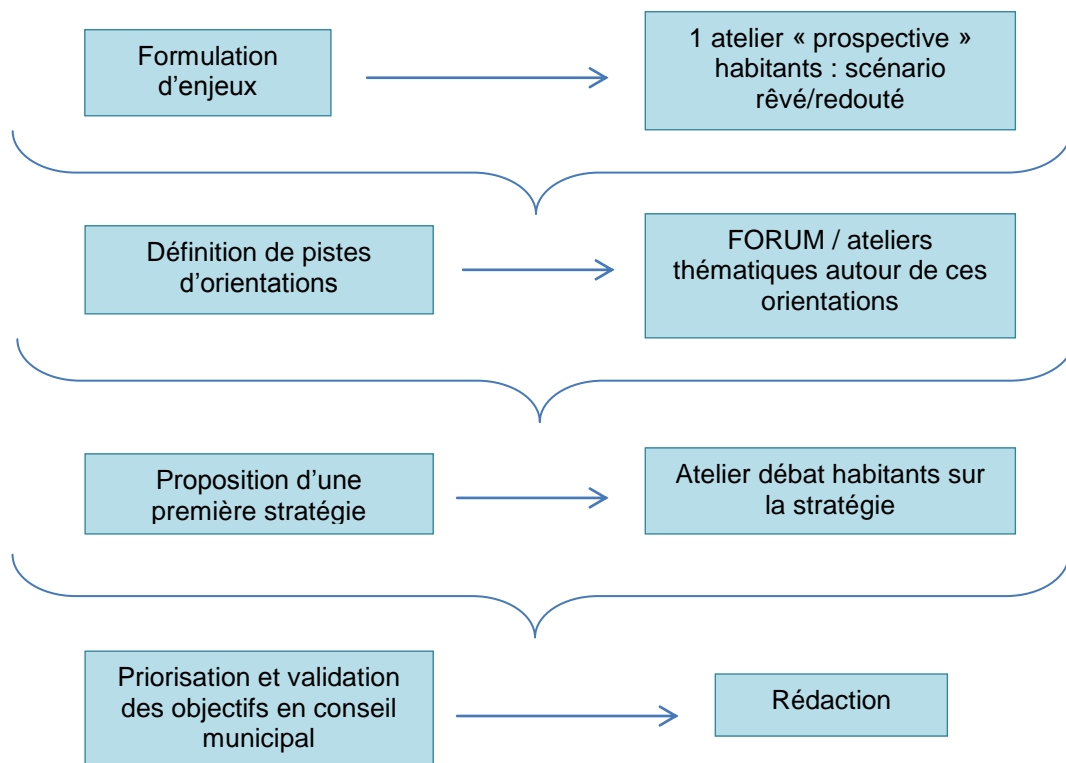 Formulation
d'enjeux
1 atelier « prospective »
habitants : scénario
rêvé/redouté
Définition de pistes
d'orientations
FORUM / ateliers
thématiques autour de ces
orientations
Proposition d'une
première stratégie
Atelier débat habitants sur
la stratégie
Priorisation et validation
des objectifs en conseil
municipal
Rédaction